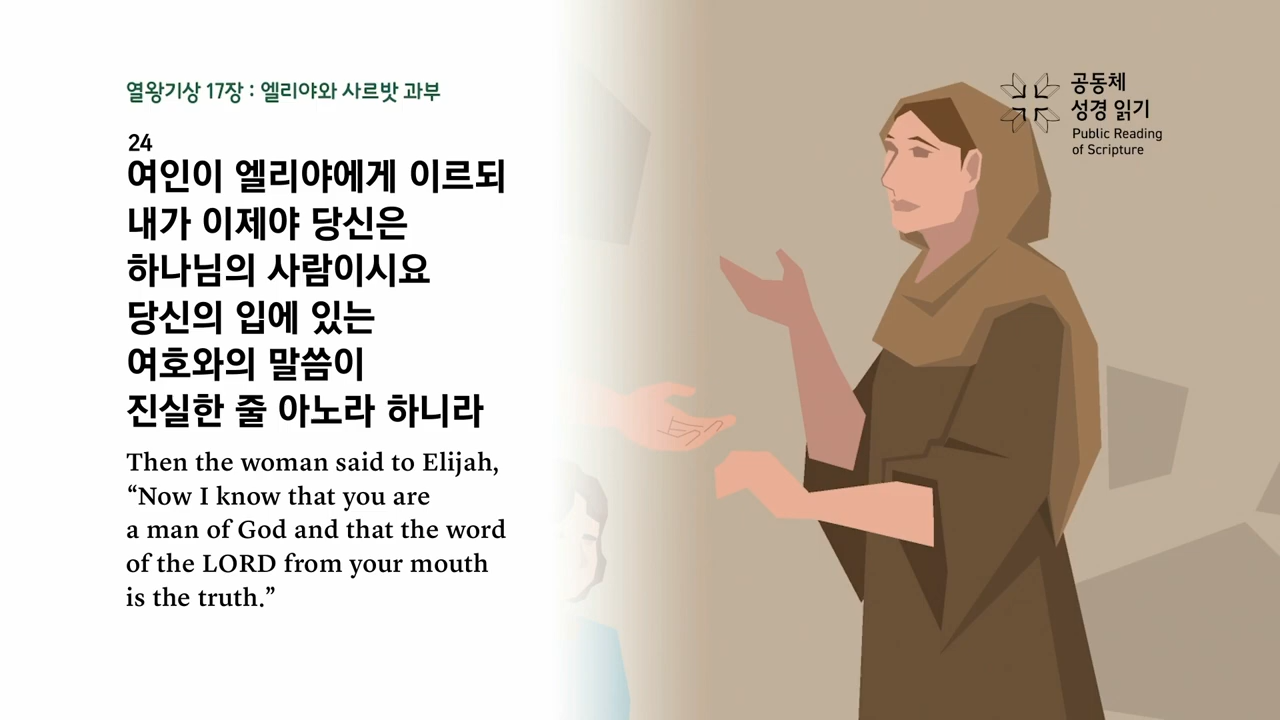 열왕기상 17장 : 엘리야와 사르밧 과부
24
여인이 엘리야에게 이르되
내가 이제야 당신은
하나님의 사람이시요
당신의 입에 있는
여호와의 말씀이
진실한 줄 아노라 하니라
Then the woman said to Elijah,
“Now I know that you are
a man of God and that the word
of the LORD from your mouth
is the truth.”
공동체
성경 읽기
Public Reading
of Scripture